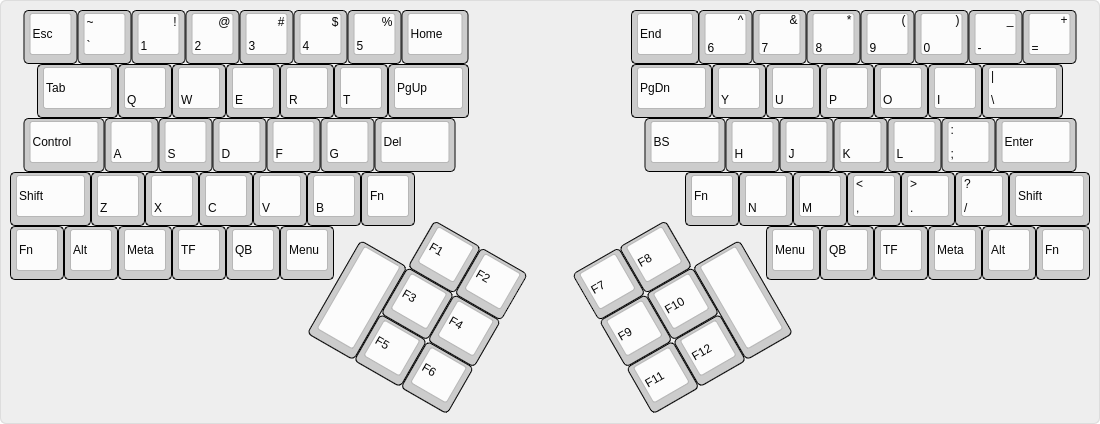 Esc ~ ` ! 1 @ 2 # 3 $ 4 % 5 Home
End ^ 6 & 7 * 8 ( 9 ) 0 _ - + =
Tab Q W E R T PgUp
PgDn Y U P O I | \
Control A S D F G Del
BS H J K L : ; Enter
Shift Z X C V B Fn
Fn N M < , > . ? / Shift
Fn Alt Meta TF QB Menu
Menu QB TF Meta Alt Fn
F1 F2
F3 F4
F5 F6
F7 F8
F9 F10
F11 F12